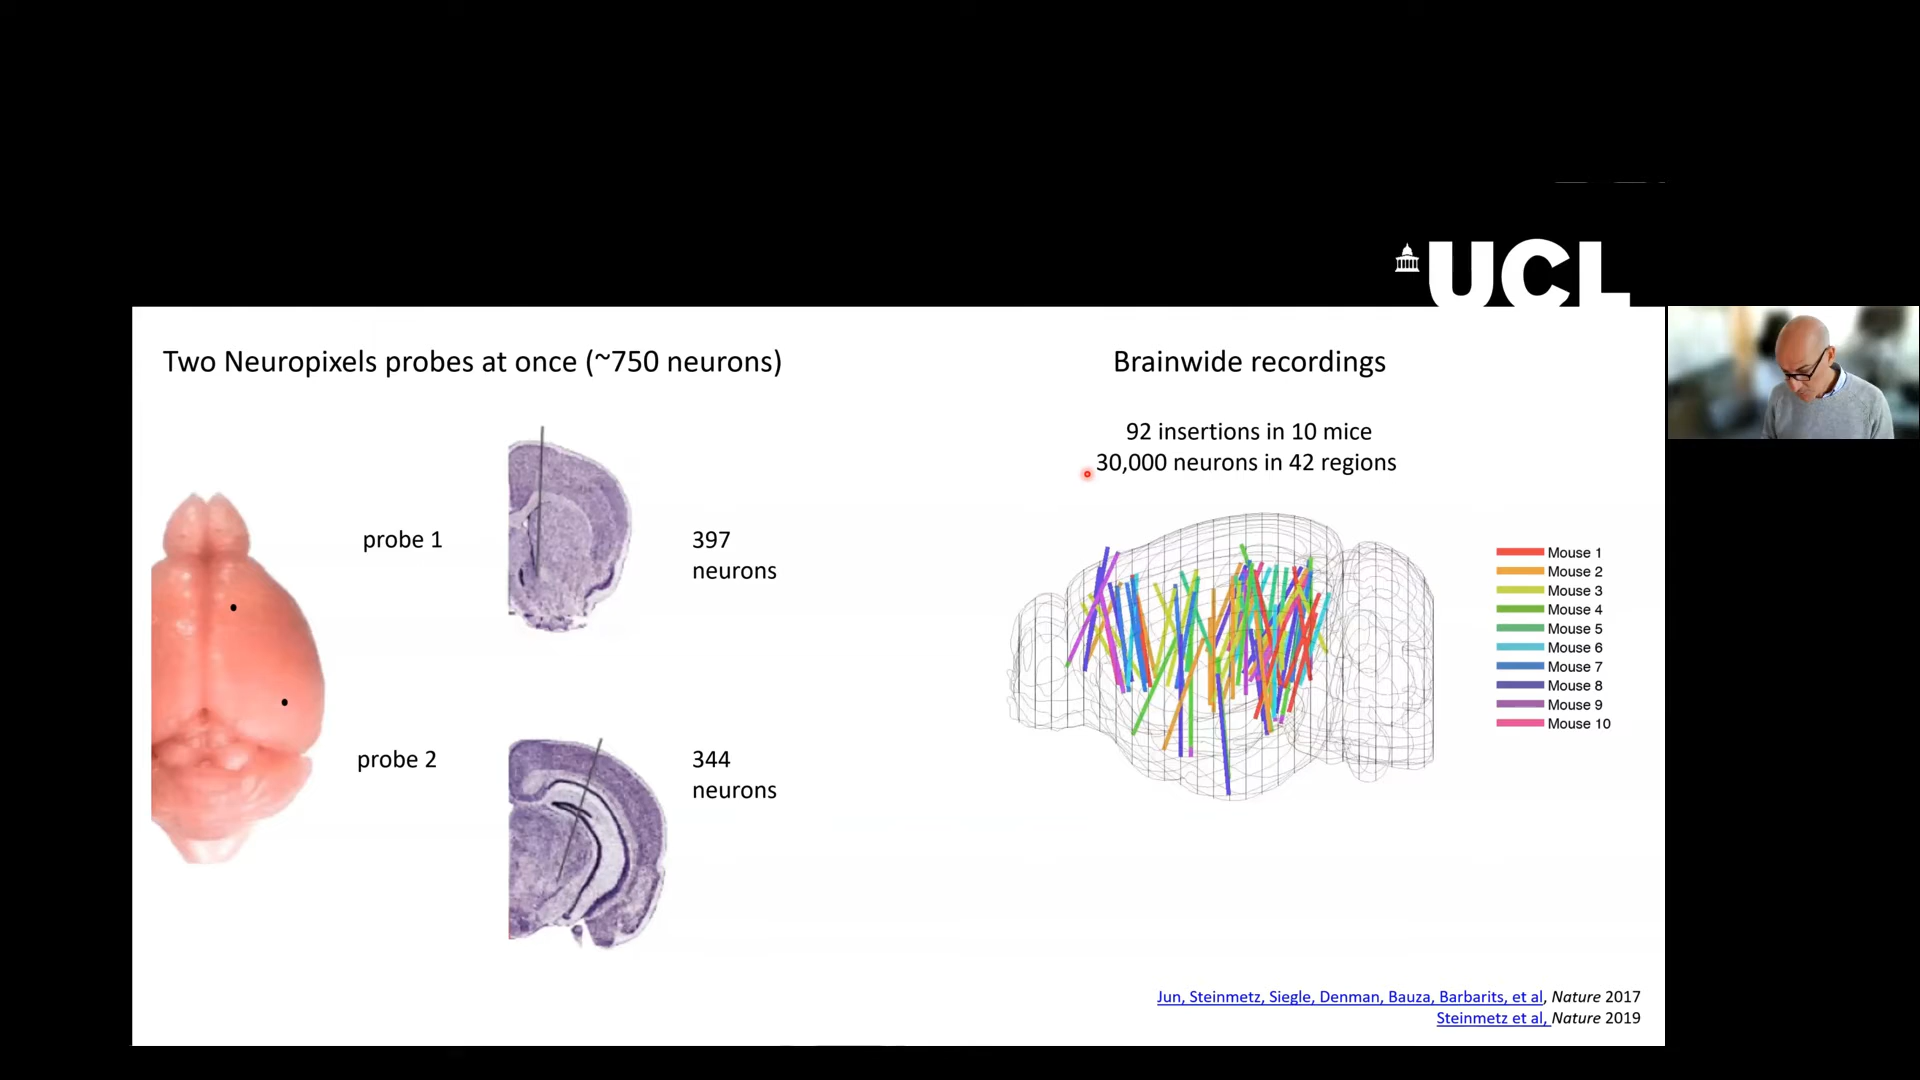 UCL
Two Neuropixels probes at once (~750 neurons)
probe 1
397
neurons
probe 2
344
neurons
Brainwide recordings
92 insertions in 10 mice
30,000 neurons in 42 regions
Mouse 1
Mouse 2
Mouse 3
Mouse 4
Mouse 5
Mouse 6
Mouse 7
Mouse 8
Mouse 9
Mouse 10
Jun, Steinmetz, Siegle, Denman, Bauza, Barbarits, et al, Nature 2017
Steinmetz et al, Nature 2019